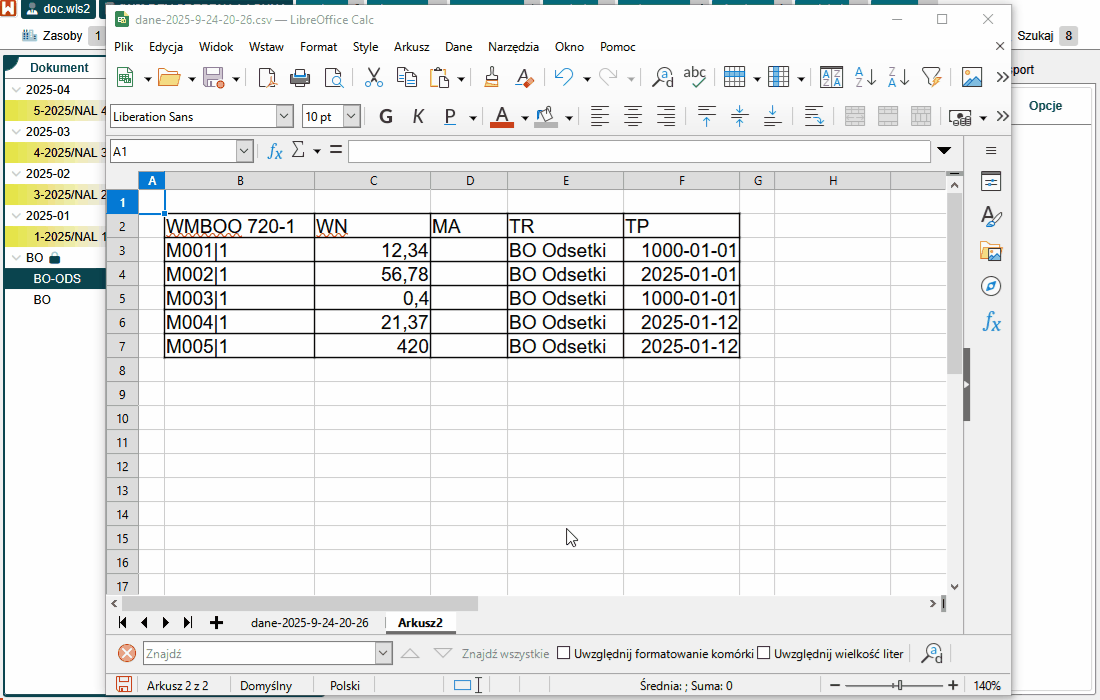 doc.wls2
dane-2025-9-24-20-26.csv — LibreOffice Calc
Zasoby 1
Szukaj 8
Plik Edycja Widok Wstaw Format Style Arkusz Dane Narzędzia Okno Pomoc
Dokument
port
2025-04
5-2025/NAL 4
2025-03
4-2025/NAL 3
2025-02
3-2025/NAL 2
2025-01
1-2025/NAL 1
BO
BO-ODS
BO
Opcje
Liberation Sans 10 pt G K P
A1
A B C D E F G H
1
2 WMBOQ 720-1 WN MA TR TP
3 M001|1 12,34 BO Odsetki 1000-01-01
4 M002|1 56,78 BO Odsetki 2025-01-01
5 M003|1 0,4 BO Odsetki 1000-01-01
6 M004|1 21,37 BO Odsetki 2025-01-12
7 M005|1 420 BO Odsetki 2025-01-12
8
9
10
11
12
13
14
15
16
17
dane-2025-9-24-20-26 Arkusz2
Znajdź Znajdź wszystkie Uwzględnij formatowanie komórki Uwzględnij wielkość liter
Arkusz 2 z 2 Domyślny Polski Średnia: ; Suma: 0 140%